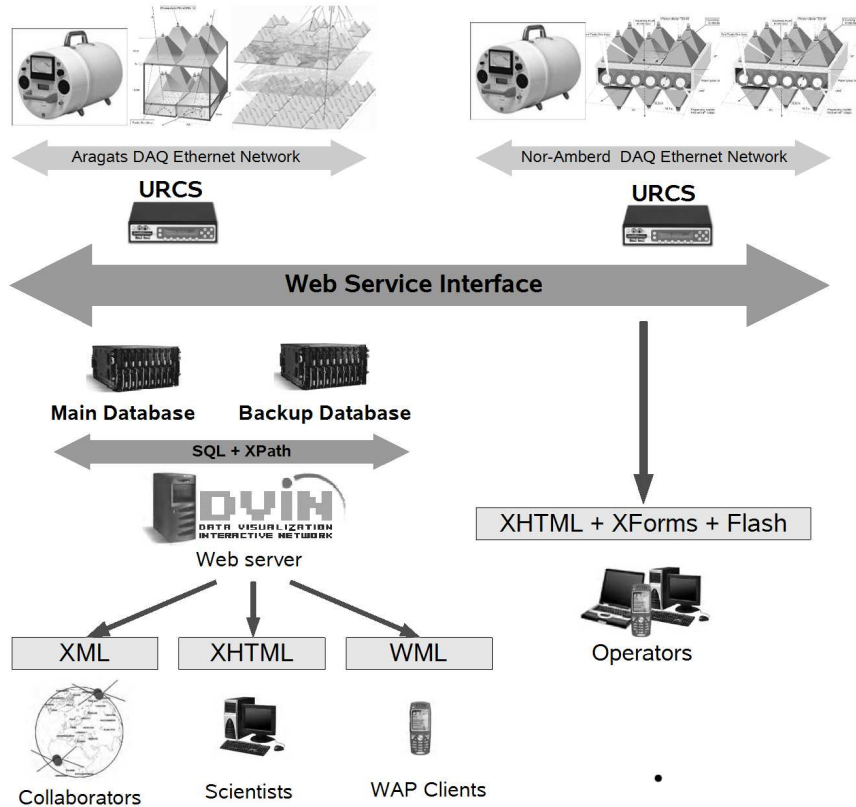 Aragats DAQ Ethernet Network
Nor-Amberd DAQ Ethernet Network
URCS
URCS
Web Service Interface
Main Database
Backup Database
SQL + XPath
DVIN
DATA VISUALIZATION
INTERACTIVE NETWORK
Web server
XHTML + XForms + Flash
Operators
XML
XHTML
WML
Collaborators
Scientists
WAP Clients